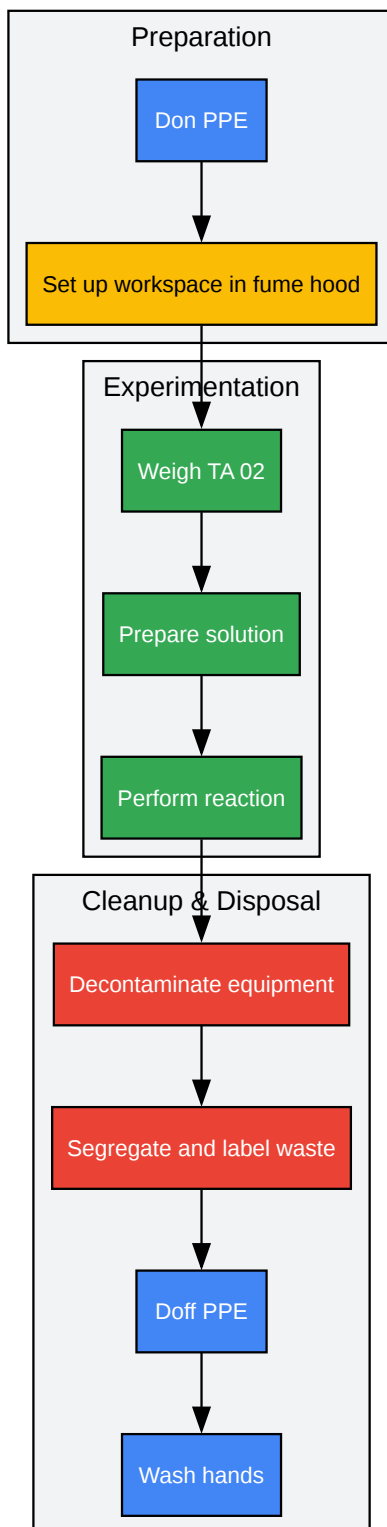 Preparation
Don PPE
Set up workspace in fume hood
Experimentation
Weigh TA 02
Prepare solution
Perform reaction
Cleanup & Disposal
Decontaminate equipment
Segregate and label waste
Doff PPE
Wash hands